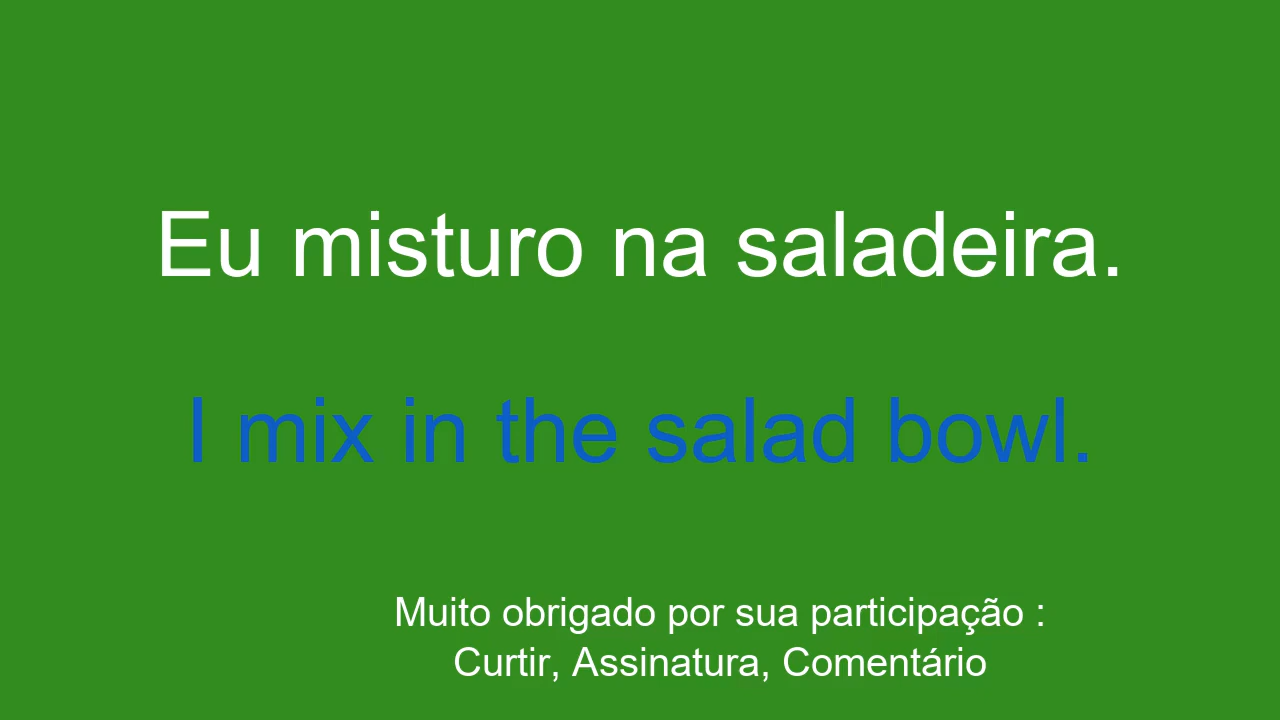 Eu misturo na saladeira.
I mix in the salad bowl.
Muito obrigado por sua participação :
Curtir, Assinatura, Comentário